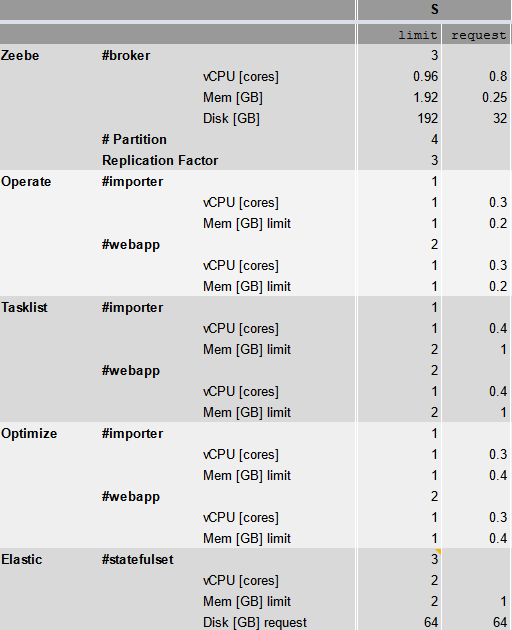 S
limit request
Zeebe #broker 3
vCPU [cores] 0.96 0.8
Mem [GB] 1.92 0.25
Disk [GB] 192 32
# Partition 4
Replication Factor 3
Operate #importer 1
vCPU [cores] 1 0.3
Mem [GB] limit 1 0.2
#webapp 2
vCPU [cores] 1 0.3
Mem [GB] limit 1 0.2
Tasklist #importer 1
vCPU [cores] 1 0.4
Mem [GB] limit 2 1
#webapp 2
vCPU [cores] 1 0.4
Mem [GB] limit 2 1
Optimize #importer 1
vCPU [cores] 1 0.3
Mem [GB] limit 1 0.4
#webapp 2
vCPU [cores] 1 0.3
Mem [GB] limit 1 0.4
Elastic #statefulset 3
vCPU [cores] 2
Mem [GB] limit 2 1
Disk [GB] request 64 64